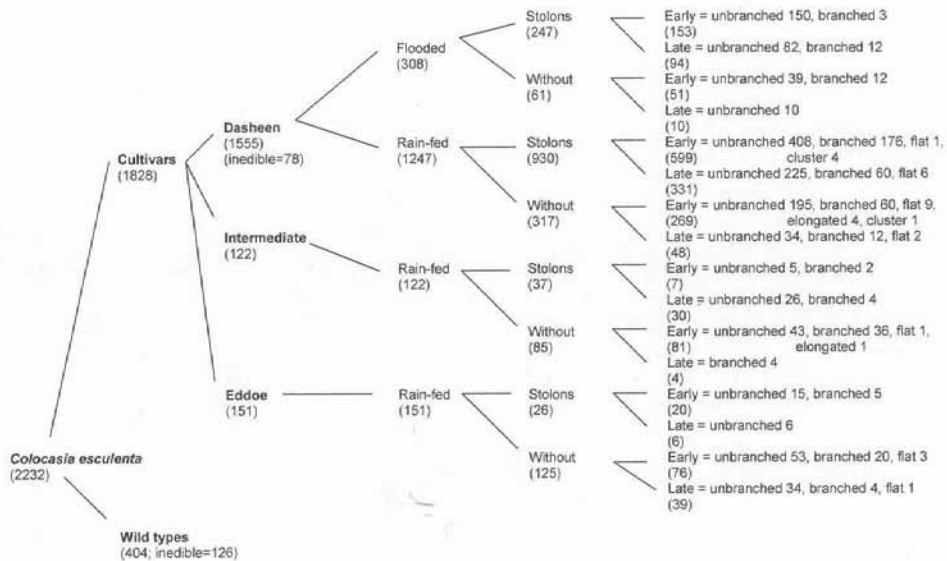 Stolons
(247)
Early = unbranched 150, branched 3
(153)
Late = unbranched 82, branched 12
(94)
Flooded
(308)
Without
(61)
Early = unbranched 39, branched 12
(51)
Late = unbranched 10
(10)
Dasheen
(1555)
(inedible=78)
Rain-fed
(1247)
Stolons
(930)
Early = unbranched 408, branched 176, flat 1,
(599) cluster 4
Late = unbranched 225, branched 60, flat 6
(331)
Cultivars
(1828)
Without
(317)
Early = unbranched 195, branched 60, flat 9,
(269) elongated 4, cluster 1
Late = unbranched 34, branched 12, flat 2
(48)
Intermediate
(122)
Rain-fed
(122)
Stolons
(37)
Early = unbranched 5, branched 2
(7)
Late = unbranched 26, branched 4
(30)
Without
(85)
Early = unbranched 43, branched 36, flat 1,
(81) elongated 1
Late = branched 4
(4)
Eddoe
(151)
Rain-fed
(151)
Stolons
(26)
Early = unbranched 15, branched 5
(20)
Late = unbranched 6
(6)
Colocasia esculenta
(2232)
Without
(125)
Early = unbranched 53, branched 20, flat 3
(76)
Late = unbranched 34, branched 4, flat 1
(39)
Wild types
(404; inedible=126)